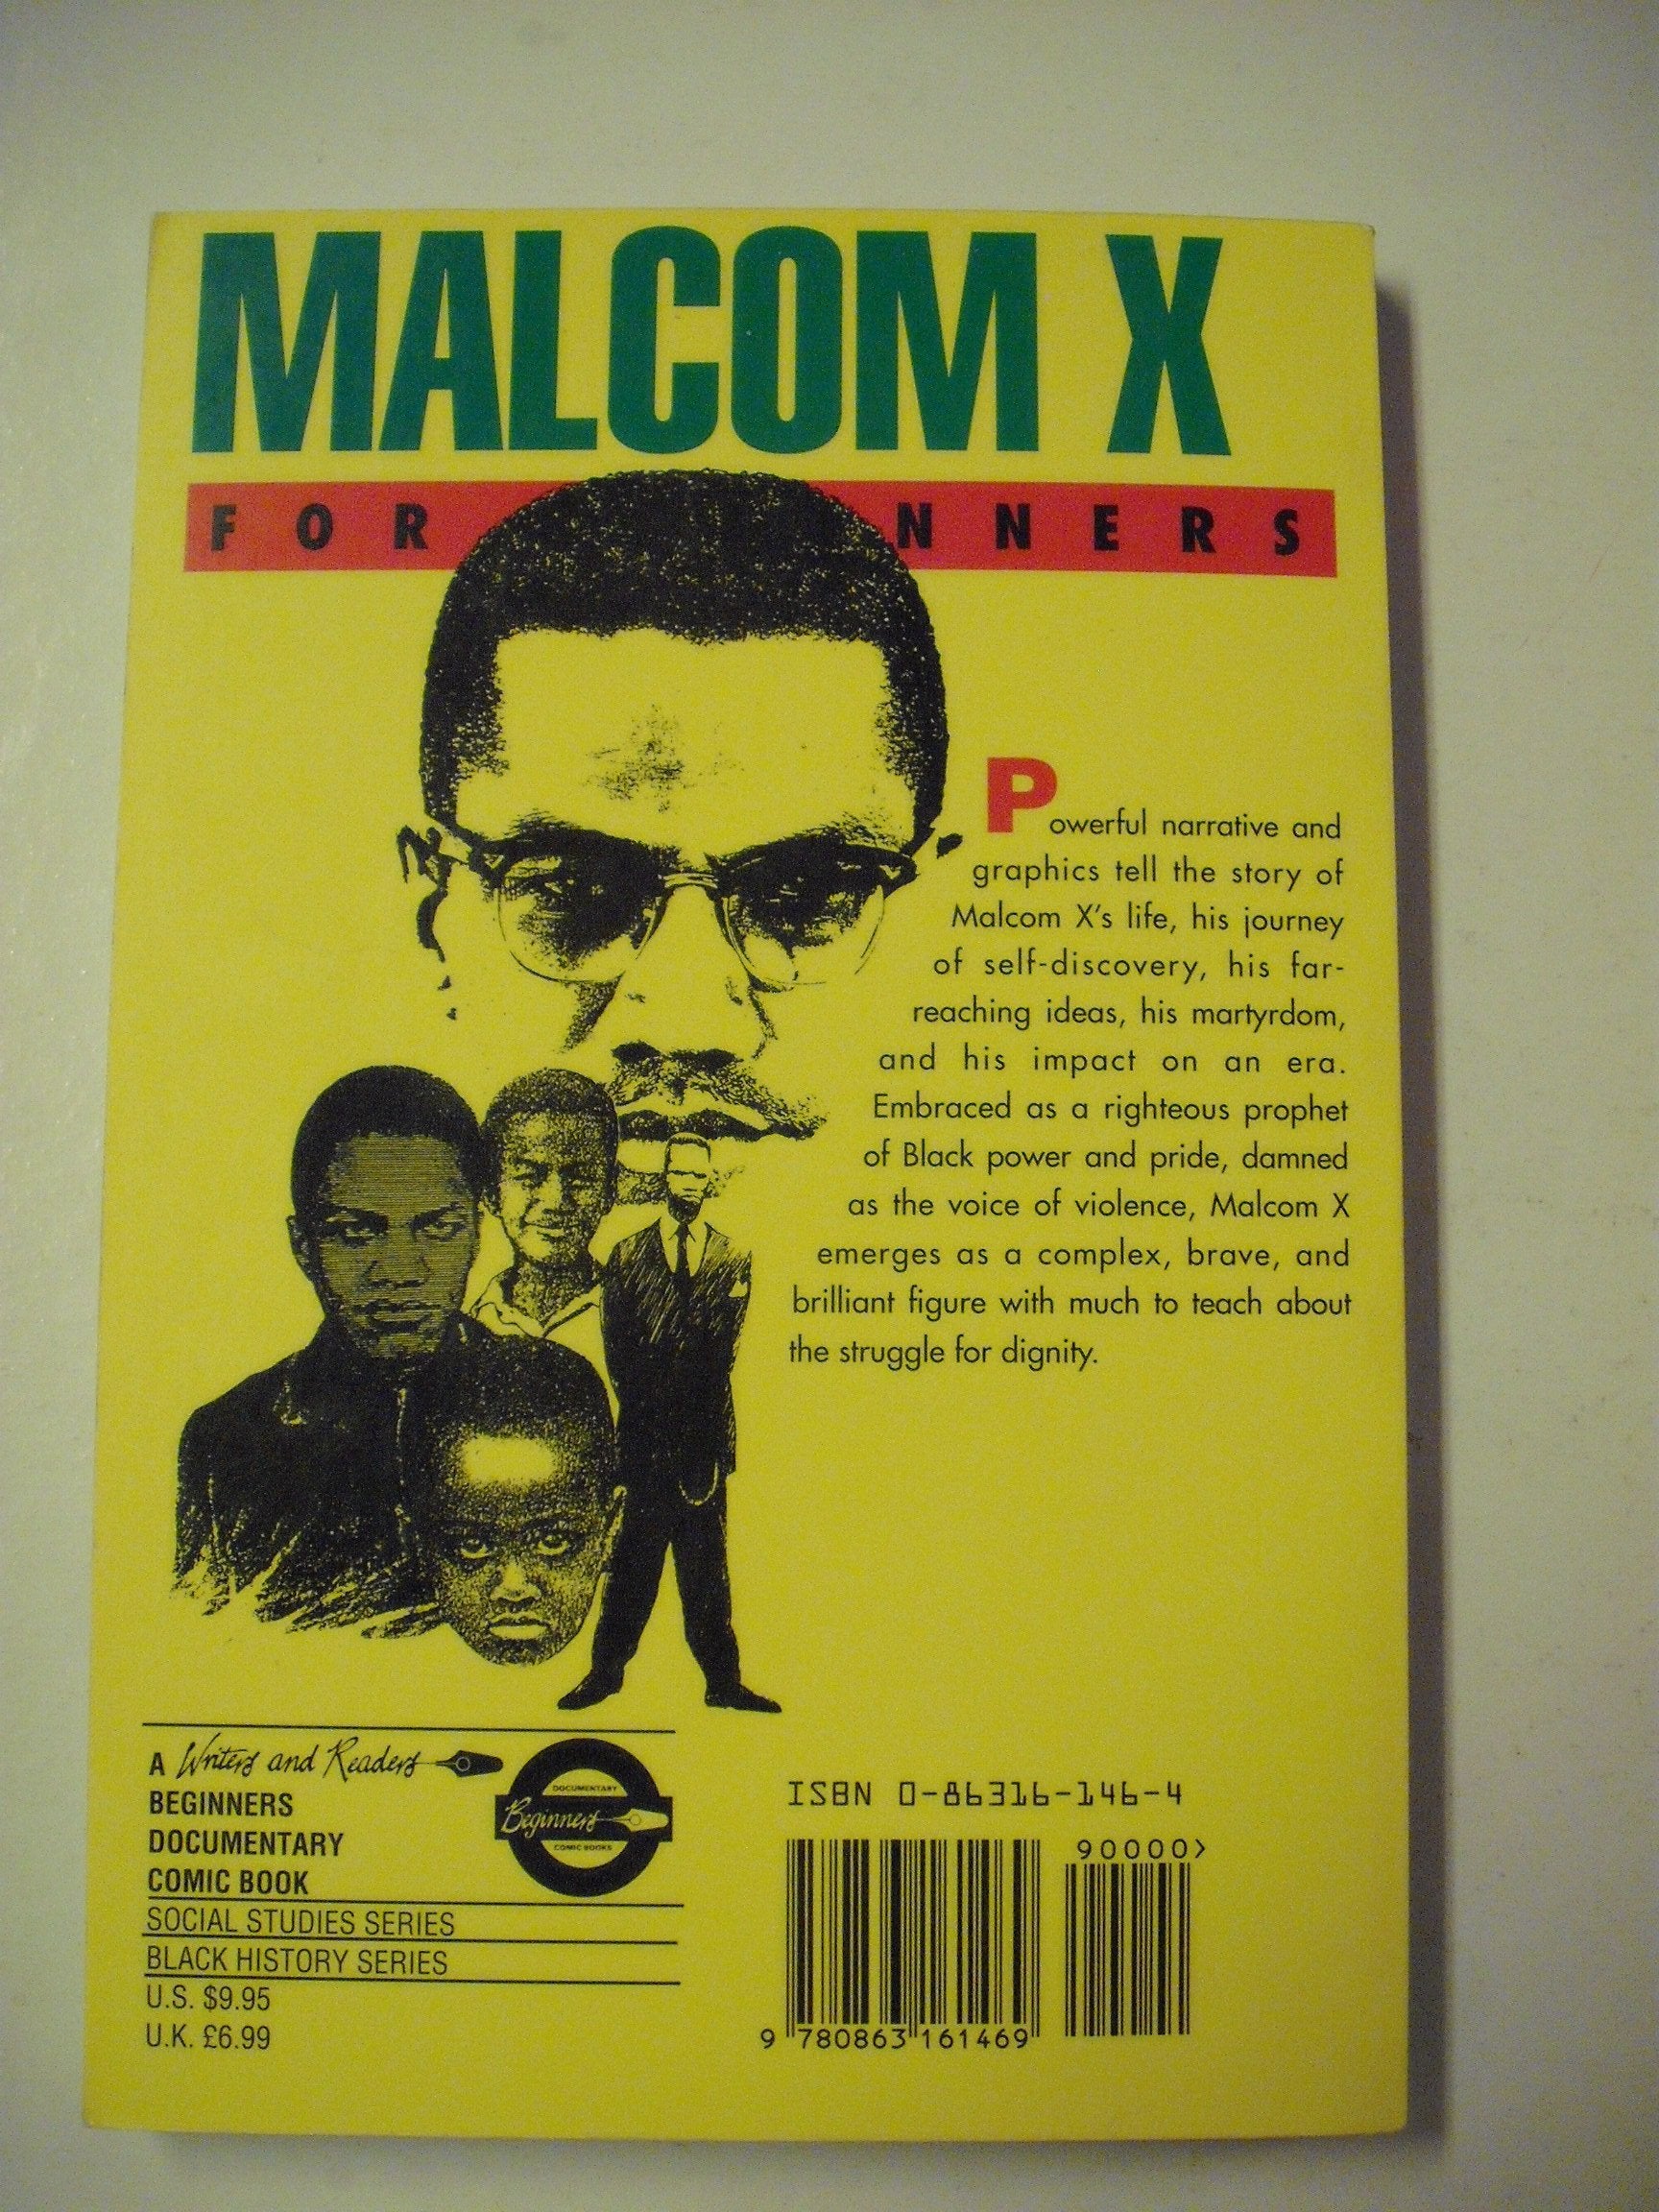 MALCOM X
FOR NNERS
Powerful narrative and
graphics tell the story of
Malcom X's life, his journey
of self-discovery, his far-
reaching ideas, his martyrdom,
and his impact on an era.
Embraced as a righteous prophet
of Black power and pride, damned
as the voice of violence, Malcom X
emerges as a complex, brave, and
brilliant figure with much to teach about
the struggle for dignity.
A Writers and Readers
BEGINNERS
DOCUMENTARY
COMIC BOOK
SOCIAL STUDIES SERIES
BLACK HISTORY SERIES
U.S. $9.95
U.K. £6.99
DOCUMENTARY
Beginners
COMIC BOOKS
ISBN 0-86316-146-4
90000>
9 780863 161469